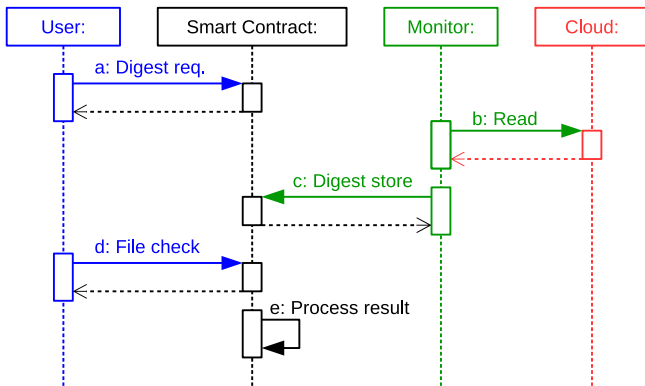 User:
Smart Contract:
Monitor:
Cloud:
a: Digest req.
b: Read
c: Digest store
d: File check
e: Process result